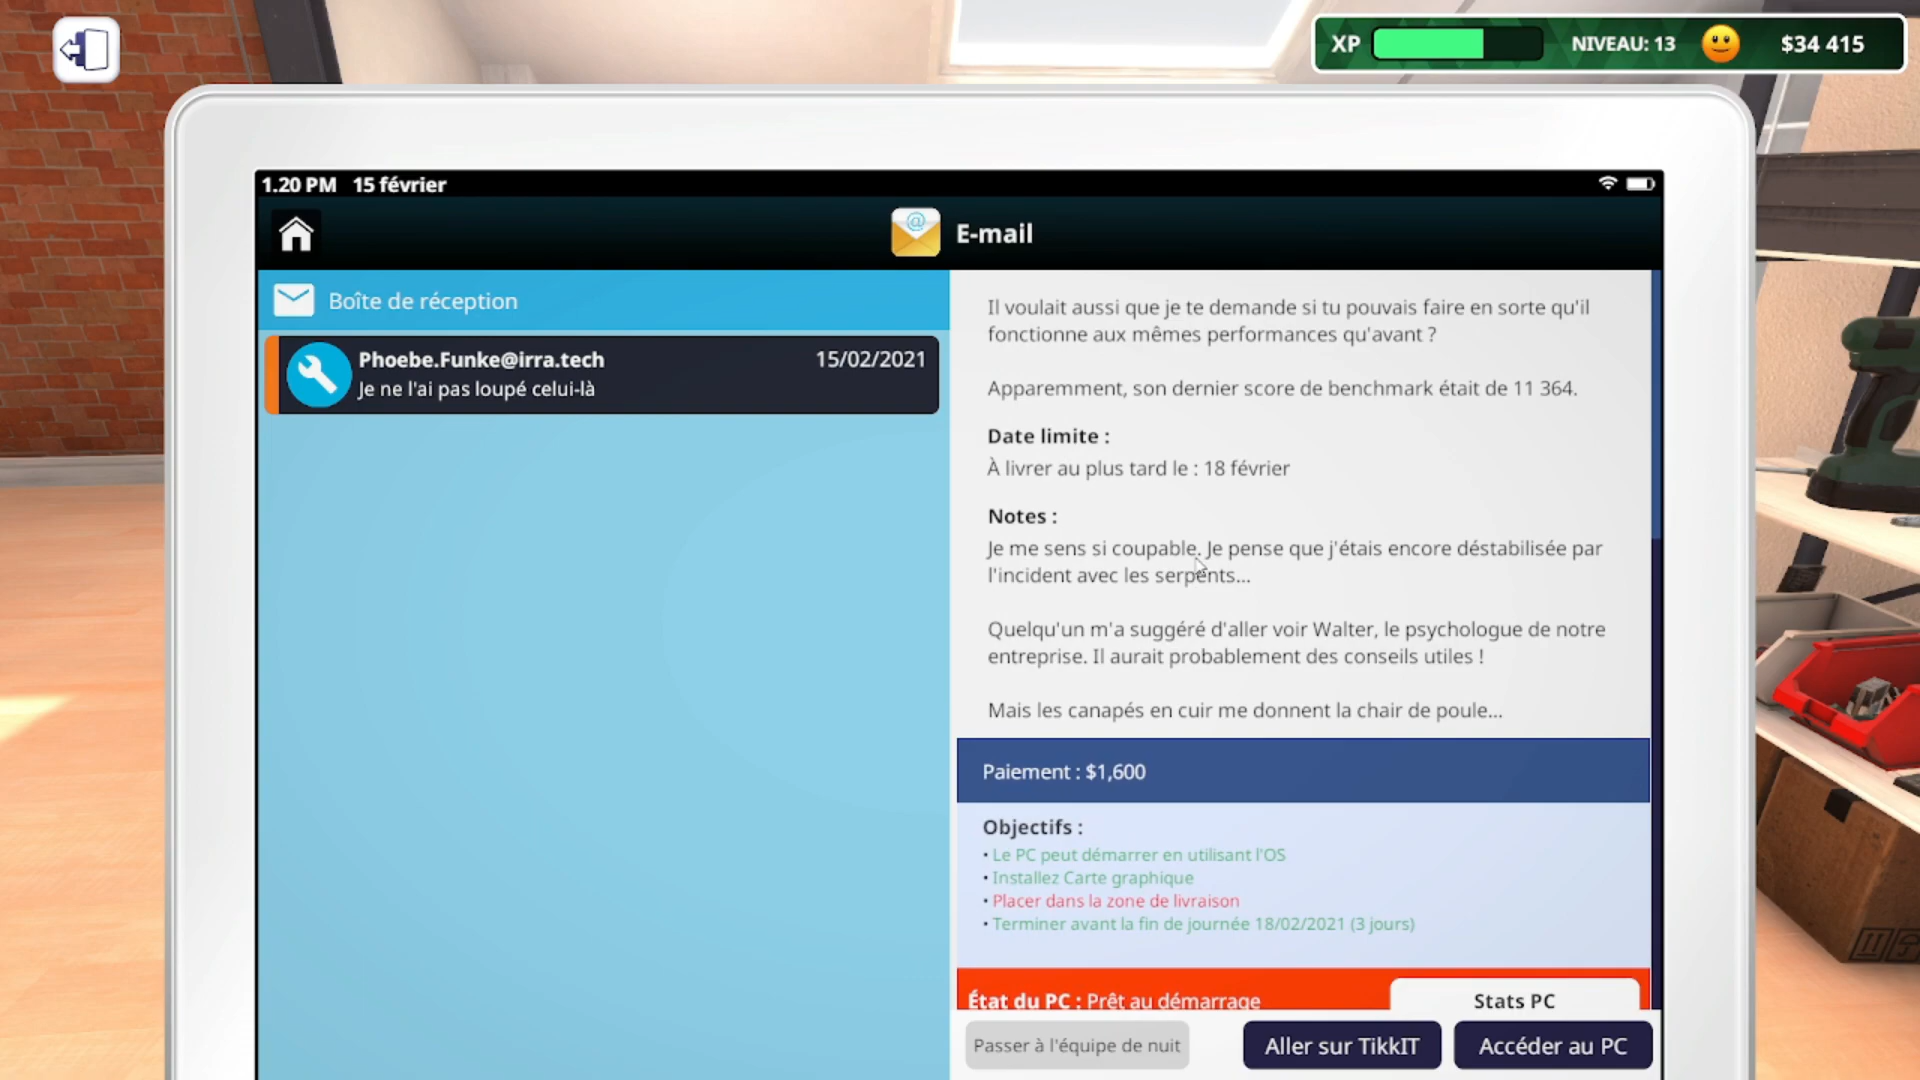 XP NIVEAU: 13 $34 415
1.20 PM 15 février
E-mail
Boîte de réception
Phoebe.Funke@irra.tech 15/02/2021
Je ne l'ai pas loupé celui-là
Il voulait aussi que je te demande si tu pouvais faire en sorte qu'il
fonctionne aux mêmes performances qu'avant ?
Apparemment, son dernier score de benchmark était de 11 364.
Date limite :
À livrer au plus tard le : 18 février
Notes :
Je me sens si coupable. Je pense que j'étais encore déstabilisée par
l'incident avec les serpents...
Quelqu'un m'a suggéré d'aller voir Walter, le psychologue de notre
entreprise. Il aurait probablement des conseils utiles !
Mais les canapés en cuir me donnent la chair de poule...
Paiement : $1,600
Objectifs :
• Le PC peut démarrer en utilisant l'OS
• Installez Carte graphique
• Placer dans la zone de livraison
• Terminer avant la fin de journée 18/02/2021 (3 jours)
État du PC : Prêt au démarrage
Stats PC
Passer à l'équipe de nuit
Aller sur TikkIT
Accéder au PC